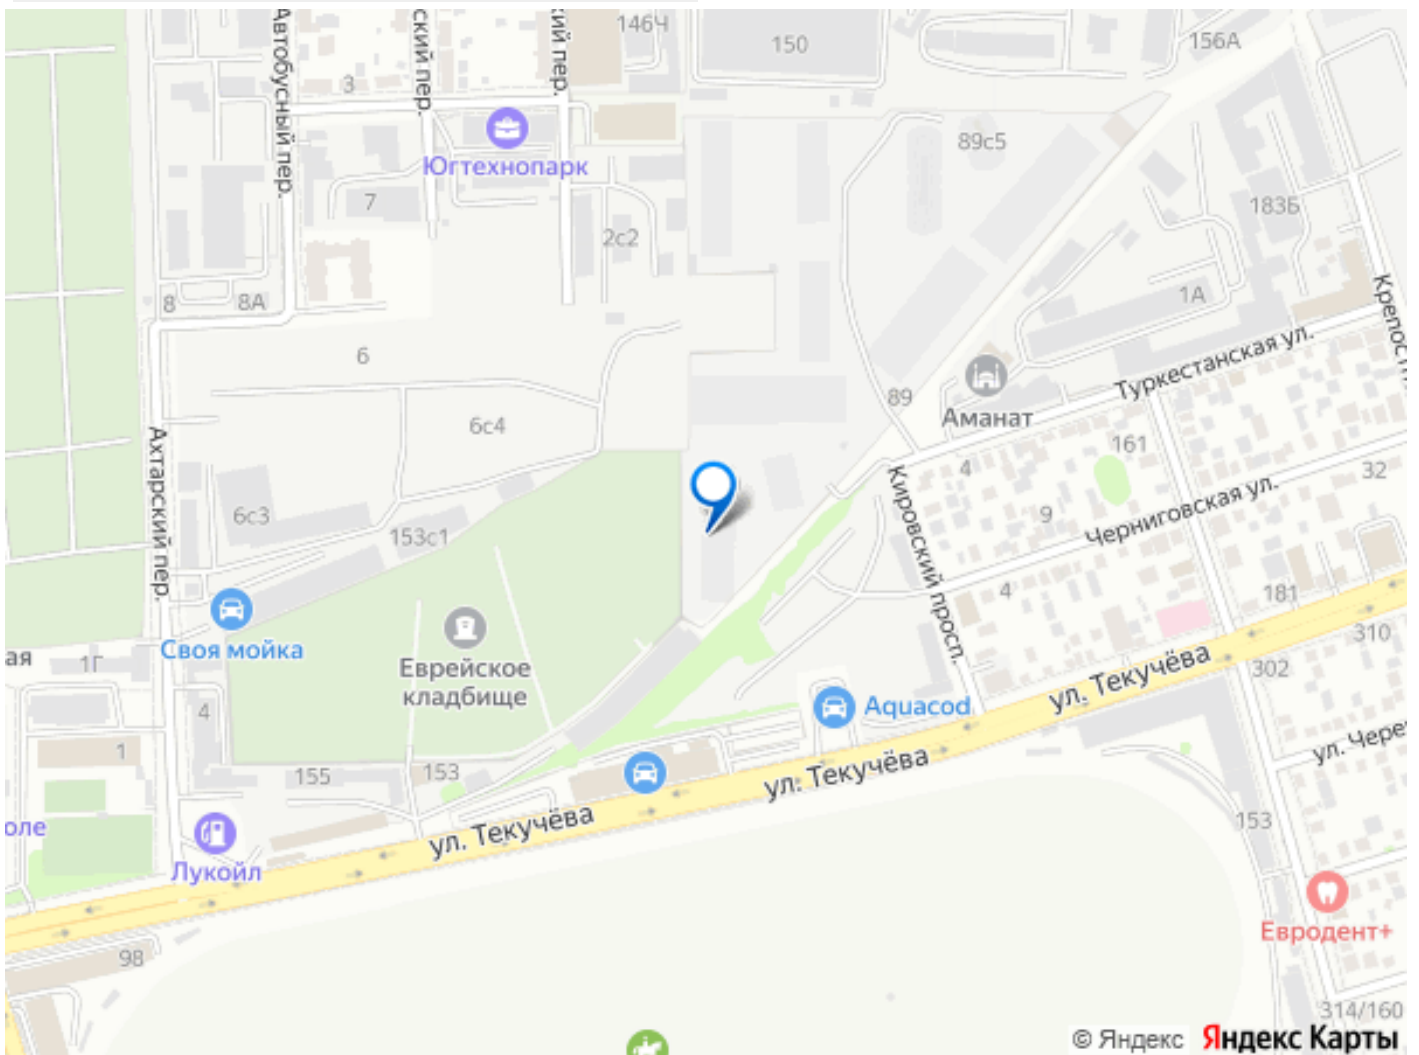 Автобусный пер.
ский пер.
кий пер.
146Ч
150
156А
3
Югтехнопарк
89с5
7
2с2
183Б
8
8А
1А
6
Крепостн
Туркестанская ул.
89
Аманат
6с4
161
4
32
Ахтарский пер.
Кировский просп.
Черниговская ул.
9
6с3
153с1
4
181
310
Своя мойка
ая
1Г
Еврейское
кладбище
302
ул. Текучёва
4
Aquacod
1
155
153
ул. Текучёва
ул. Чере
оле
Лукойл
ул. Текучёва
153
Евродент+
98
314/160
© Яндекс Яндекс Карты